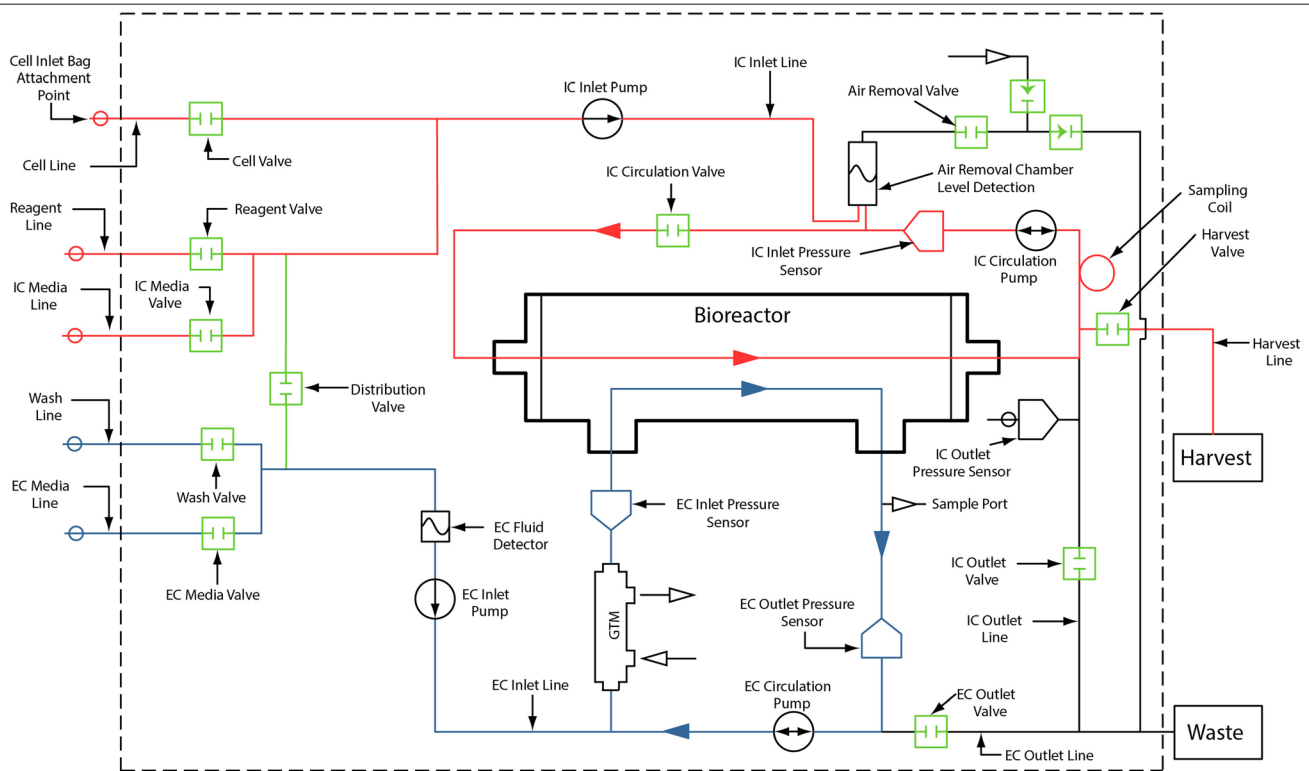 Cell Inlet Bag
Attachment
Point
Cell Line
Cell Valve
IC Inlet Pump
IC Inlet Line
Air Removal Valve
Air Removal Chamber
Level Detection
Sampling
Coil
Harvest
Valve
Reagent
Line
Reagent Valve
IC Circulation Valve
IC Inlet Pressure
Sensor
IC Circulation
Pump
IC Media
Line
IC Media
Valve
Bioreactor
Harvest
Line
Distribution
Valve
Wash
Line
Wash Valve
IC Outlet
Pressure Sensor
Harvest
EC Media
Line
EC Media Valve
EC Fluid
Detector
EC Inlet Pressure
Sensor
Sample Port
EC Inlet
Pump
GTM
EC Outlet Pressure
Sensor
IC Outlet
Valve
IC Outlet
Line
EC Inlet Line
EC Circulation
Pump
EC Outlet
Valve
EC Outlet Line
Waste